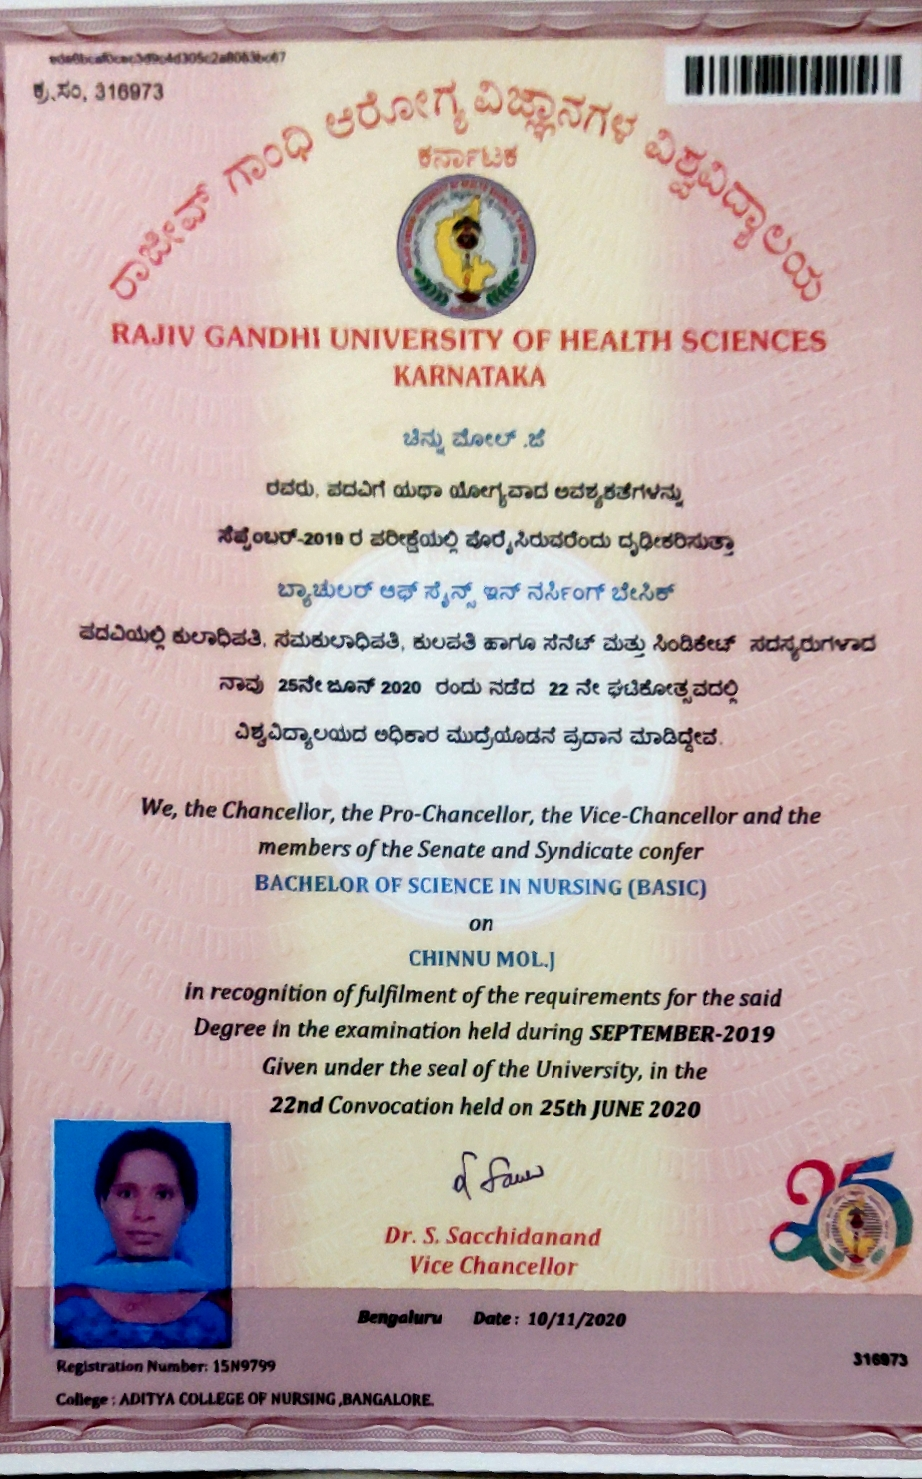 ಕ್ರ.ಸಂ, 316973
ರಾಜೀವ್ ಗಾಂಧಿ ಆರೋಗ್ಯ ವಿಜ್ಞಾನಗಳ ವಿಶ್ವವಿದ್ಯಾಲಯ
ಕರ್ನಾಟಕ
RAJIV GANDHI UNIVERSITY OF HEALTH SCIENCES
KARNATAKA
ಚಿನ್ನು ಮೋಲ್ .ಜೆ
ರವರು, ಪದವಿಗೆ ಯಥಾ ಯೋಗ್ಯವಾದ ಅವಶ್ಯಕತೆಗಳನ್ನು
ಸೆಪ್ಟೆಂಬರ್-2019 ರ ಪರೀಕ್ಷೆಯಲ್ಲಿ ಪೂರೈಸಿರುವರೆಂದು ದೃಢೀಕರಿಸುತ್ತಾ
ಬ್ಯಾಚುಲರ್ ಆಫ್ ಸೈನ್ಸ್ ಇನ್ ನರ್ಸಿಂಗ್ ಬೇಸಿಕ್
ಪದವಿಯಲ್ಲಿ ಕುಲಾಧಿಪತಿ, ಸಮಕುಲಾಧಿಪತಿ, ಕುಲಪತಿ ಹಾಗೂ ಸೆನೆಟ್ ಮತ್ತು ಸಿಂಡಿಕೇಟ್ ಸದಸ್ಯರುಗಳಾದ
ನಾವು 25ನೇ ಜೂನ್ 2020 ರಂದು ನಡೆದ 22 ನೇ ಘಟಿಕೋತ್ಸವದಲ್ಲಿ
ವಿಶ್ವವಿದ್ಯಾಲಯದ ಅಧಿಕಾರ ಮುದ್ರೆಯೊಡನೆ ಪ್ರದಾನ ಮಾಡಿದ್ದೇವೆ.
We, the Chancellor, the Pro-Chancellor, the Vice-Chancellor and the
members of the Senate and Syndicate confer
BACHELOR OF SCIENCE IN NURSING (BASIC)
on
CHINNU MOL.J
in recognition of fulfilment of the requirements for the said
Degree in the examination held during SEPTEMBER-2019
Given under the seal of the University, in the
22nd Convocation held on 25th JUNE 2020
25
Dr. S. Sacchidanand
Vice Chancellor
Bengaluru Date : 10/11/2020
Registration Number: 15N9799
316973
College : ADITYA COLLEGE OF NURSING ,BANGALORE.